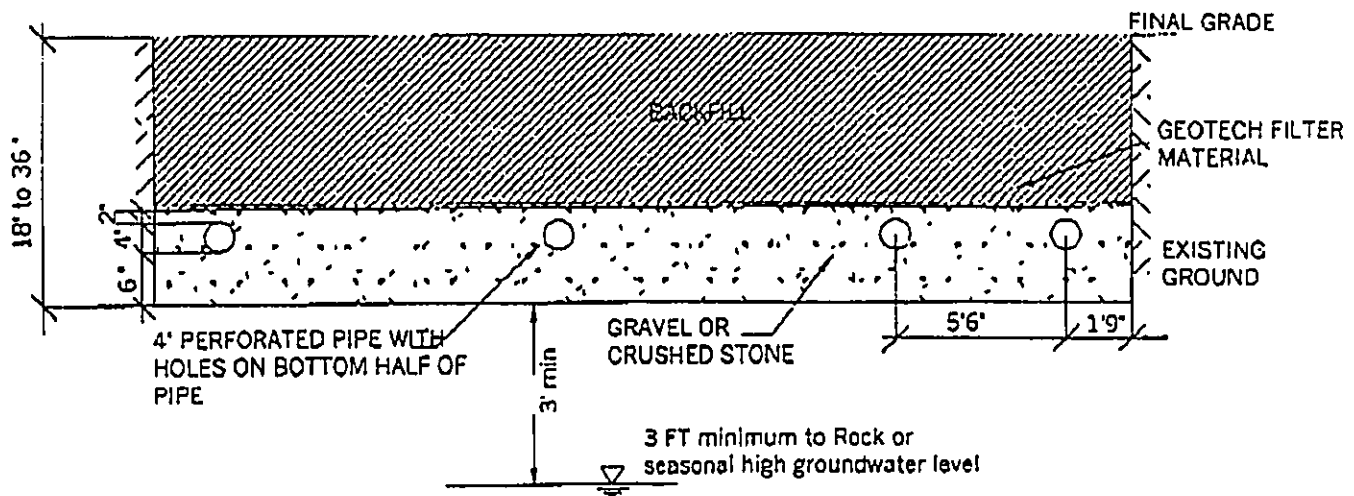 FINAL GRADE
BACKFILL
GEOTECH FILTER
MATERIAL
18" to 36"
2"
4"
6"
EXISTING
GROUND
4" PERFORATED PIPE WITH
HOLES ON BOTTOM HALF OF
PIPE
GRAVEL OR
CRUSHED STONE
5'6"
1'9"
3' min
3 FT minimum to Rock or
seasonal high groundwater level